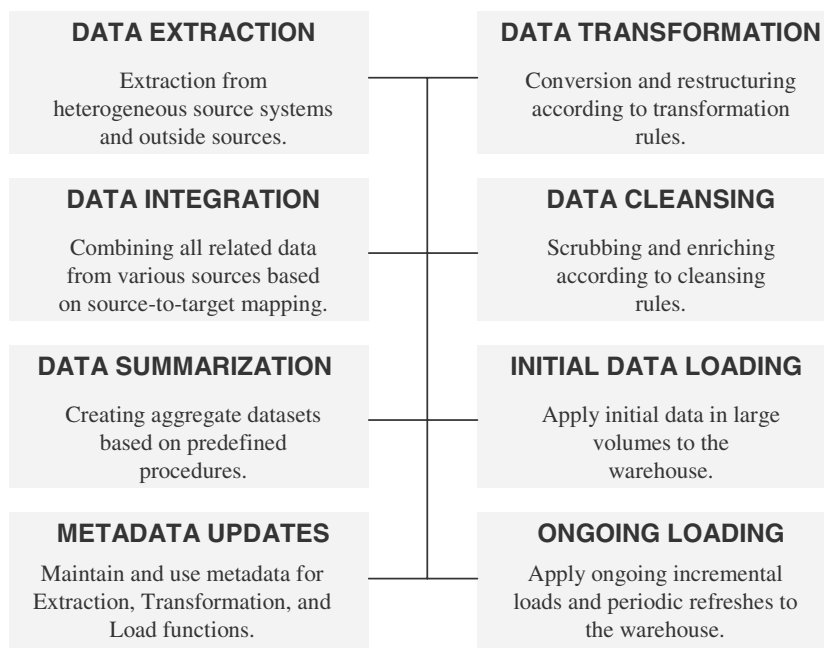 DATA EXTRACTION
Extraction from
heterogeneous source systems
and outside sources.
DATA TRANSFORMATION
Conversion and restructuring
according to transformation
rules.
DATA INTEGRATION
Combining all related data
from various sources based
on source-to-target mapping.
DATA CLEANSING
Scrubbing and enriching
according to cleansing
rules.
DATA SUMMARIZATION
Creating aggregate datasets
based on predefined
procedures.
INITIAL DATA LOADING
Apply initial data in large
volumes to the
warehouse.
METADATA UPDATES
Maintain and use metadata for
Extraction, Transformation, and
Load functions.
ONGOING LOADING
Apply ongoing incremental
loads and periodic refreshes to
the warehouse.